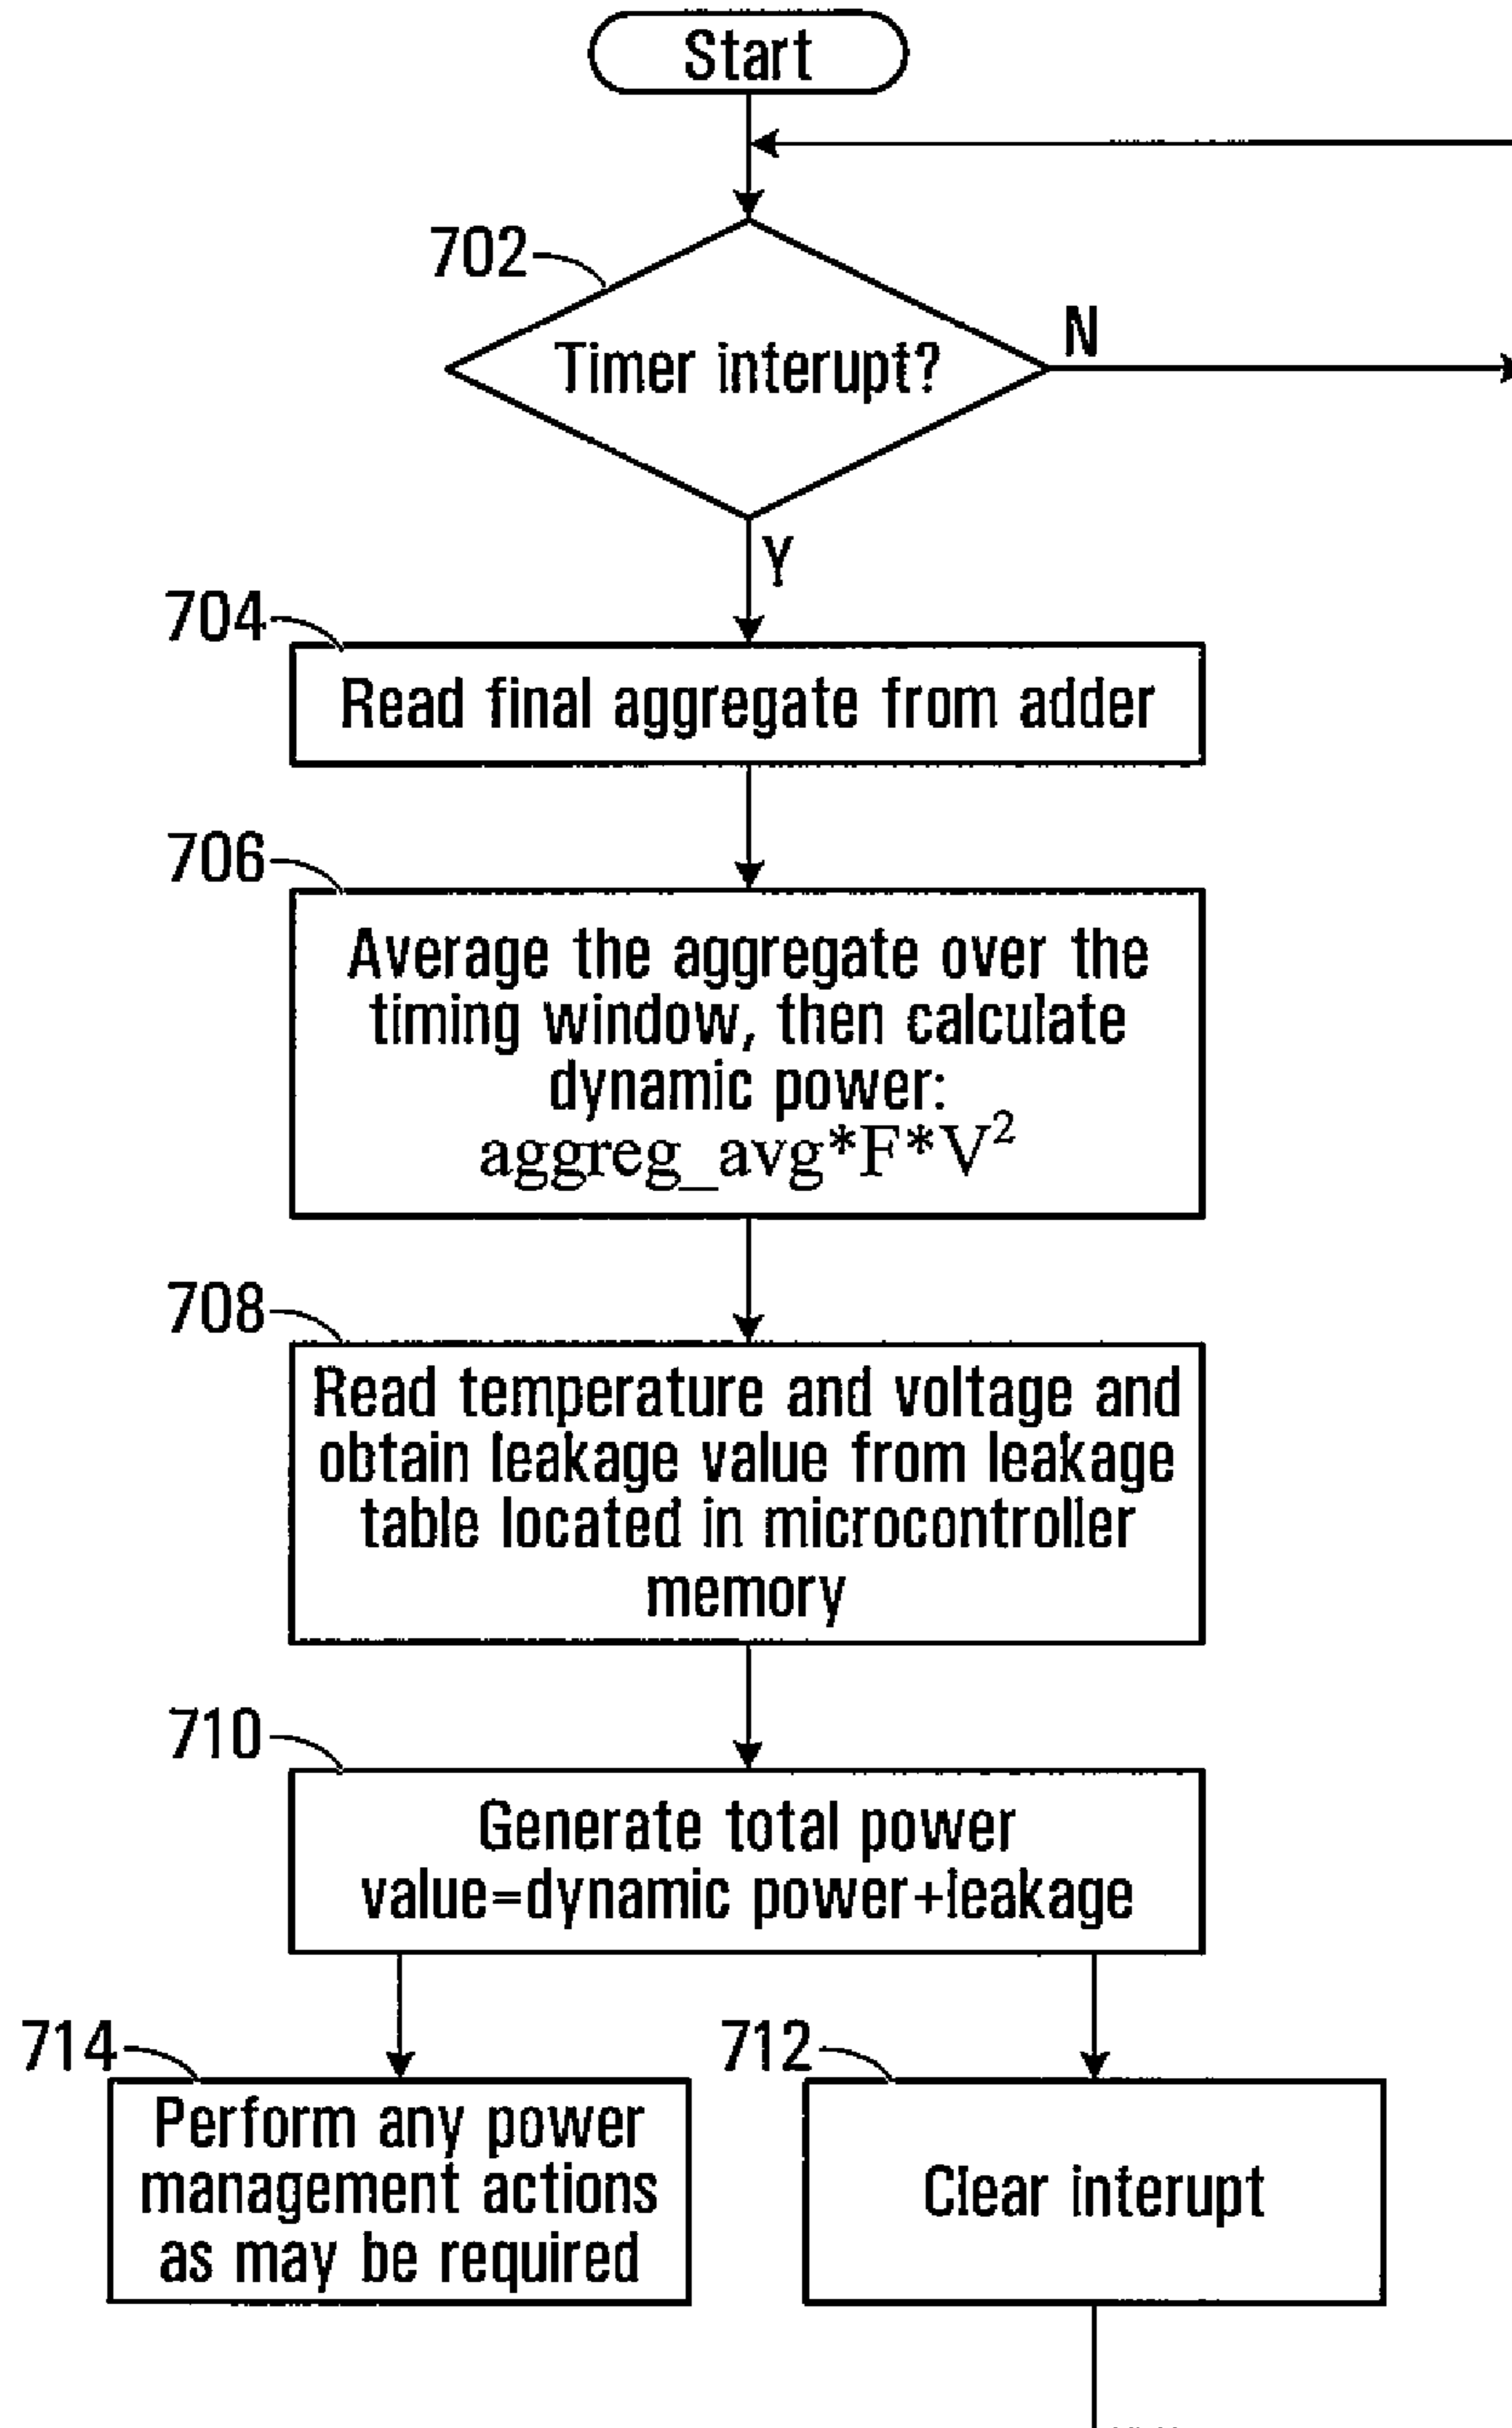 Start
702
Timer interupt?
N
Y
704
Read final aggregate from adder
706
Average the aggregate over the
timing window, then calculate
dynamic power:
aggreg_avg*F*V²
708
Read temperature and voltage and
obtain leakage value from leakage
table located in microcontroller
memory
710
Generate total power
value=dynamic power+leakage
714
Perform any power
management actions
as may be required
712
Clear interupt